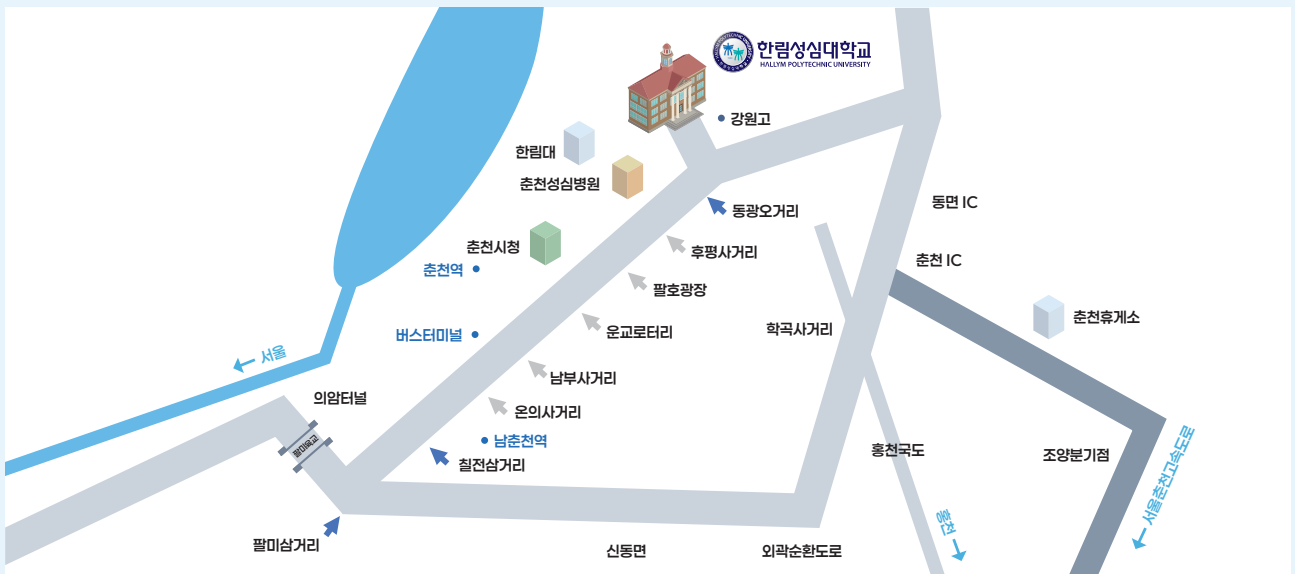 한림성심대학교
HALLYM POLYTECHNIC UNIVERSITY
강원고
한림대
춘천성심병원
동광오거리
동면 IC
춘천시청
후평사거리
춘천역
춘천 IC
팔호광장
춘천휴게소
버스터미널
운교로터리
학곡사거리
서울
남부사거리
의암터널
온의사거리
팔미육교
남춘천역
칠전삼거리
홍천국도
조양분기점
서울춘천고속도로
홍천
팔미삼거리
신동면
외곽순환도로